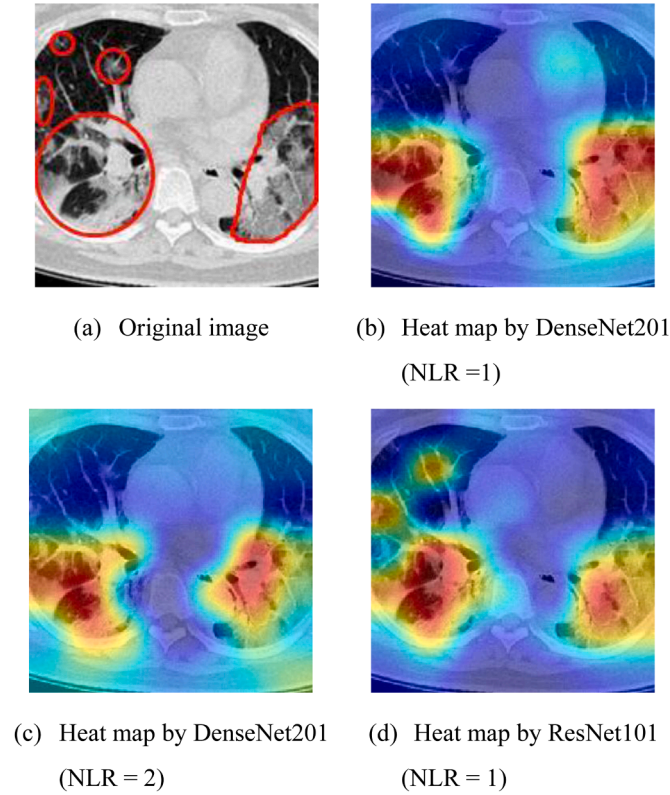 (a) Original image
(b) Heat map by DenseNet201
(NLR =1)
(c) Heat map by DenseNet201
(NLR = 2)
(d) Heat map by ResNet101
(NLR = 1)